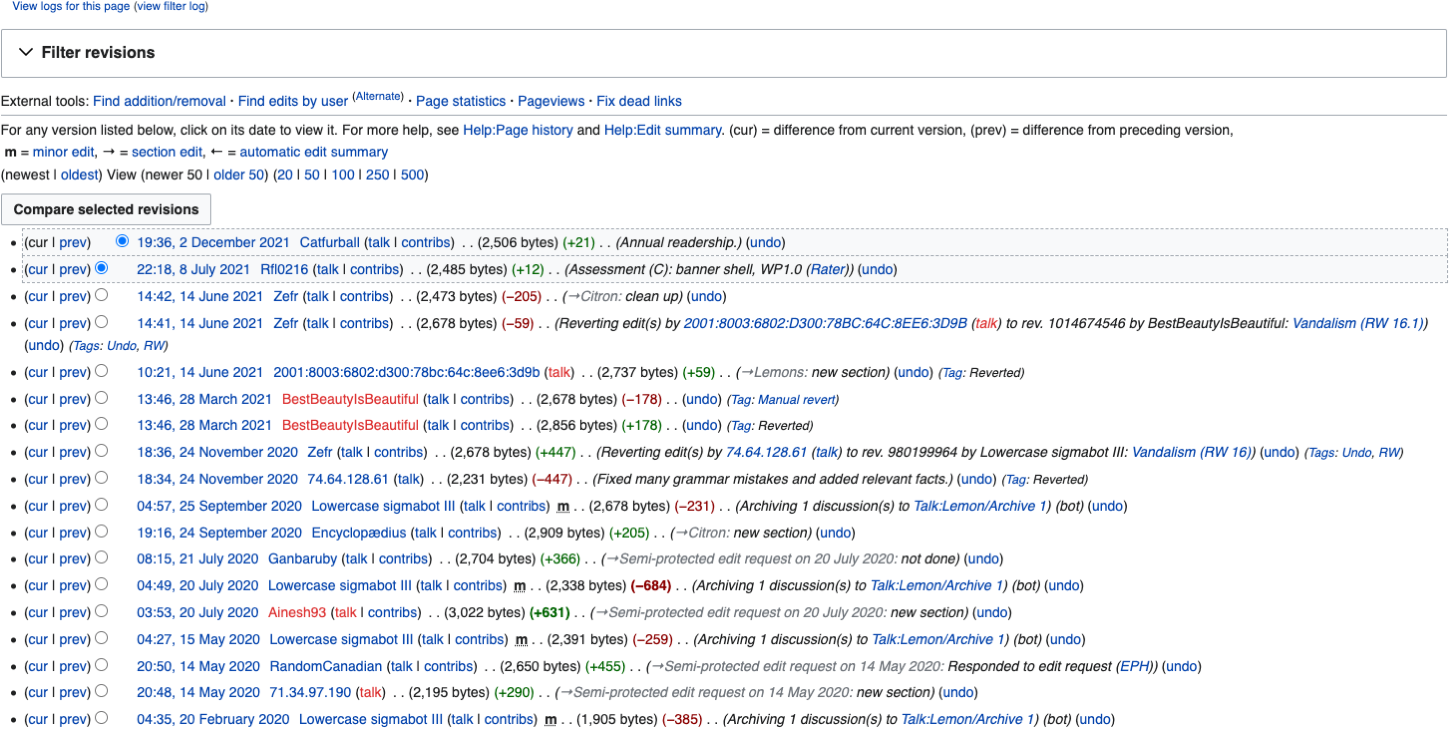 View logs for this page (view filter log)
Filter revisions
External tools: Find addition/removal · Find edits by user (Alternate) · Page statistics · Pageviews · Fix dead links
For any version listed below, click on its date to view it. For more help, see Help:Page history and Help:Edit summary. (cur) = difference from current version, (prev) = difference from preceding version,
m = minor edit, → = section edit, ← = automatic edit summary
(newest | oldest) View (newer 50 | older 50) (20 | 50 | 100 | 250 | 500)
Compare selected revisions
• (cur | prev) 19:36, 2 December 2021 Catfurball (talk | contribs) . . (2,506 bytes) (+21) . . (Annual readership.) (undo)
• (cur | prev) 22:18, 8 July 2021 Rfl0216 (talk | contribs) . . (2,485 bytes) (+12) . . (Assessment (C): banner shell, WP1.0 (Rater)) (undo)
• (cur | prev) 14:42, 14 June 2021 Zefr (talk | contribs) . . (2,473 bytes) (−205) . . (→Citron: clean up) (undo)
• (cur | prev) 14:41, 14 June 2021 Zefr (talk | contribs) . . (2,678 bytes) (−59) . . (Reverting edit(s) by 2001:8003:6802:D300:78BC:64C:8EE6:3D9B (talk) to rev. 1014674546 by BestBeautyIsBeautiful: Vandalism (RW 16.1))
(undo) (Tags: Undo, RW)
• (cur | prev) 10:21, 14 June 2021 2001:8003:6802:d300:78bc:64c:8ee6:3d9b (talk) . . (2,737 bytes) (+59) . . (→Lemons: new section) (undo) (Tag: Reverted)
• (cur | prev) 13:46, 28 March 2021 BestBeautyIsBeautiful (talk | contribs) . . (2,678 bytes) (−178) . . (undo) (Tag: Manual revert)
• (cur | prev) 13:46, 28 March 2021 BestBeautyIsBeautiful (talk | contribs) . . (2,856 bytes) (+178) . . (undo) (Tag: Reverted)
• (cur | prev) 18:36, 24 November 2020 Zefr (talk | contribs) . . (2,678 bytes) (+447) . . (Reverting edit(s) by 74.64.128.61 (talk) to rev. 980199964 by Lowercase sigmabot III: Vandalism (RW 16)) (undo) (Tags: Undo, RW)
• (cur | prev) 18:34, 24 November 2020 74.64.128.61 (talk) . . (2,231 bytes) (−447) . . (Fixed many grammar mistakes and added relevant facts.) (undo) (Tag: Reverted)
• (cur | prev) 04:57, 25 September 2020 Lowercase sigmabot III (talk | contribs) m . . (2,678 bytes) (−231) . . (Archiving 1 discussion(s) to Talk:Lemon/Archive 1) (bot) (undo)
• (cur | prev) 19:16, 24 September 2020 Encyclopædius (talk | contribs) . . (2,909 bytes) (+205) . . (→Citron: new section) (undo)
• (cur | prev) 08:15, 21 July 2020 Ganbaruby (talk | contribs) . . (2,704 bytes) (+366) . . (→Semi-protected edit request on 20 July 2020: not done) (undo)
• (cur | prev) 04:49, 20 July 2020 Lowercase sigmabot III (talk | contribs) m . . (2,338 bytes) (−684) . . (Archiving 1 discussion(s) to Talk:Lemon/Archive 1) (bot) (undo)
• (cur | prev) 03:53, 20 July 2020 Ainesh93 (talk | contribs) . . (3,022 bytes) (+631) . . (→Semi-protected edit request on 20 July 2020: new section) (undo)
• (cur | prev) 04:27, 15 May 2020 Lowercase sigmabot III (talk | contribs) m . . (2,391 bytes) (−259) . . (Archiving 1 discussion(s) to Talk:Lemon/Archive 1) (bot) (undo)
• (cur | prev) 20:50, 14 May 2020 RandomCanadian (talk | contribs) . . (2,650 bytes) (+455) . . (→Semi-protected edit request on 14 May 2020: Responded to edit request (EPH)) (undo)
• (cur | prev) 20:48, 14 May 2020 71.34.97.190 (talk) . . (2,195 bytes) (+290) . . (→Semi-protected edit request on 14 May 2020: new section) (undo)
• (cur | prev) 04:35, 20 February 2020 Lowercase sigmabot III (talk | contribs) m . . (1,905 bytes) (−385) . . (Archiving 1 discussion(s) to Talk:Lemon/Archive 1) (bot) (undo)